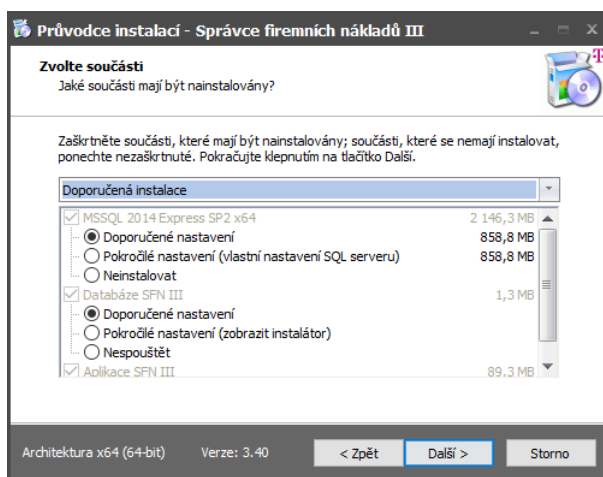 Průvodce instalací - Správce firemních nákladů III
T
Zvolte součásti
Jaké součásti mají být nainstalovány?
Zaškrtněte součásti, které mají být nainstalovány; součásti, které se nemají instalovat,
ponechte nezaškrtnuté. Pokračujte klepnutím na tlačítko Další.
Doporučená instalace
MSSQL 2014 Express SP2 x64 2 146,3 MB
Doporučené nastavení 858,8 MB
Pokročilé nastavení (vlastní nastavení SQL serveru) 858,8 MB
Neinstalovat
Databáze SFN III 1,3 MB
Doporučené nastavení
Pokročilé nastavení (zobrazit instalátor)
Nespouštět
Aplikace SFN III 89,3 MB
Architektura x64 (64-bit) Verze: 3.40 < Zpět Další > Storno